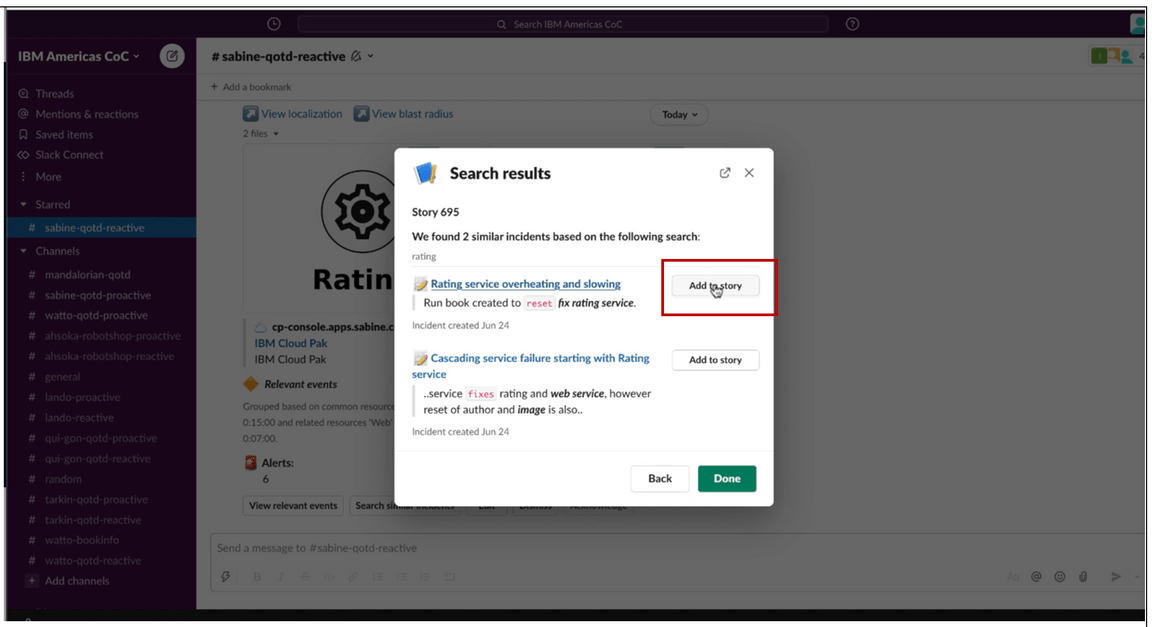 Search IBM Americas CoC
IBM Americas CoC
# sabine-qotd-reactive
4
+ Add a bookmark
Threads
Mentions & reactions
Saved items
Slack Connect
More
Starred
# sabine-qotd-reactive
Channels
# mandalorian-qotd
# sabine-qotd-proactive
# watto-qotd-proactive
# ahsoka-robotshop-proactive
# ahsoka-robotshop-reactive
# general
# lando-proactive
# lando-reactive
# qui-gon-qotd-proactive
# qui-gon-qotd-reactive
# random
# tarkin-qotd-proactive
# tarkin-qotd-reactive
# watto-bookinfo
# watto-qotd-reactive
+ Add channels
View localization View blast radius
Today
2 files
Ratin
cp-console.apps.sabine.c
IBM Cloud Pak
IBM Cloud Pak
Relevant events
Grouped based on common resource
0:15:00 and related resources 'Web'
0:07:00.
Alerts:
6
View relevant events Search similar incidents Edit Dismiss Acknowledge
Search results
Story 695
We found 2 similar incidents based on the following search:
rating
Rating service overheating and slowing
Add to story
Run book created to reset fix rating service.
Incident created Jun 24
Cascading service failure starting with Rating
service
Add to story
..service fixes rating and web service, however
reset of author and image is also..
Incident created Jun 24
Back Done
Send a message to #sabine-qotd-reactive
B I S
Aa @